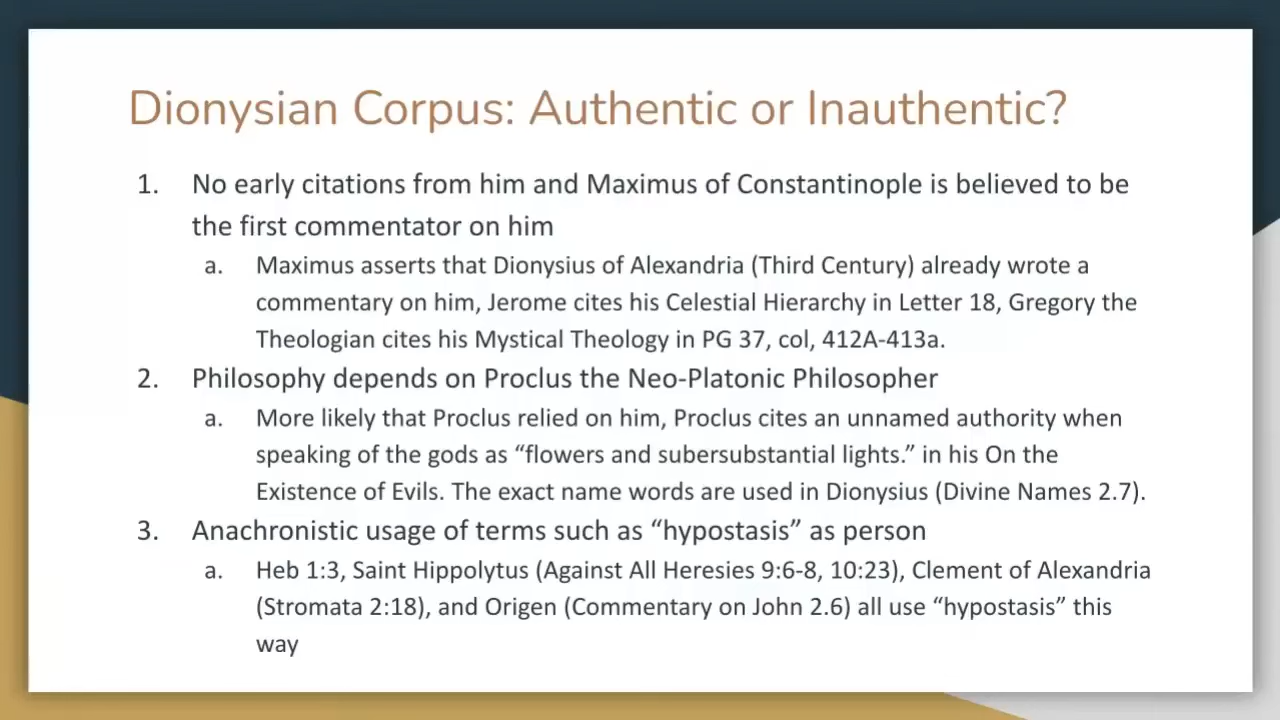 Dionysian Corpus: Authentic or Inauthentic?
1. No early citations from him and Maximus of Constantinople is believed to be
the first commentator on him
a. Maximus asserts that Dionysius of Alexandria (Third Century) already wrote a
commentary on him, Jerome cites his Celestial Hierarchy in Letter 18, Gregory the
Theologian cites his Mystical Theology in PG 37, col, 412A-413a.
2. Philosophy depends on Proclus the Neo-Platonic Philosopher
a. More likely that Proclus relied on him, Proclus cites an unnamed authority when
speaking of the gods as “flowers and subersubstantial lights.” in his On the
Existence of Evils. The exact name words are used in Dionysius (Divine Names 2.7).
3. Anachronistic usage of terms such as “hypostasis” as person
a. Heb 1:3, Saint Hippolytus (Against All Heresies 9:6-8, 10:23), Clement of Alexandria
(Stromata 2:18), and Origen (Commentary on John 2.6) all use “hypostasis” this
way